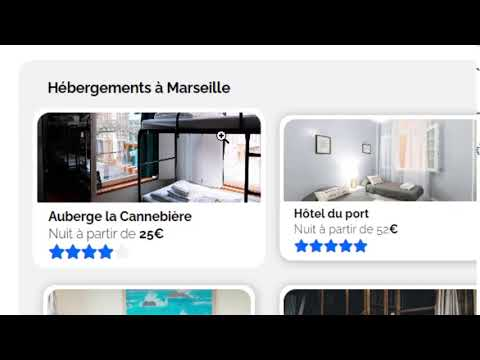 Hébergements à Marseille
Auberge la Cannebière
Nuit à partir de 25€
Hôtel du port
Nuit à partir de 52€